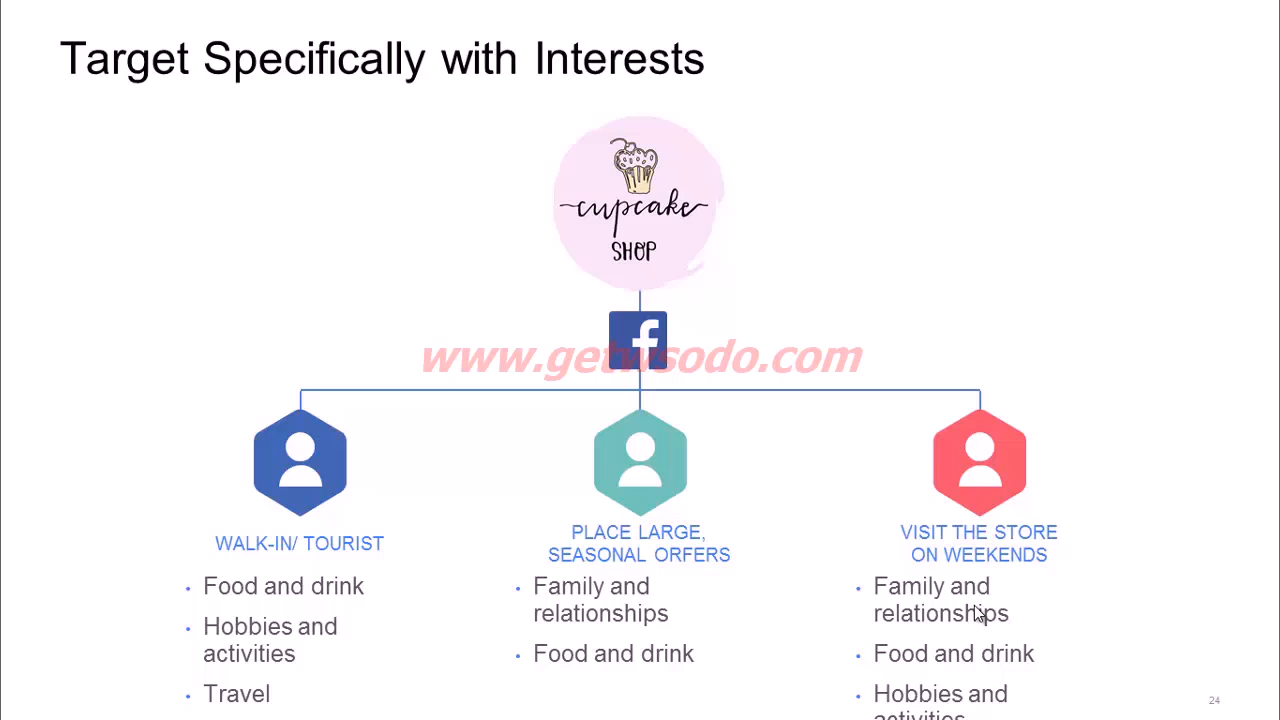 Target Specifically with Interests
cupcake
SHOP
f
www.getwsodo.com
WALK-IN/ TOURIST
• Food and drink
• Hobbies and
activities
• Travel
PLACE LARGE,
SEASONAL ORFERS
• Family and
relationships
• Food and drink
VISIT THE STORE
ON WEEKENDS
• Family and
relationships
• Food and drink
• Hobbies and
activities
24